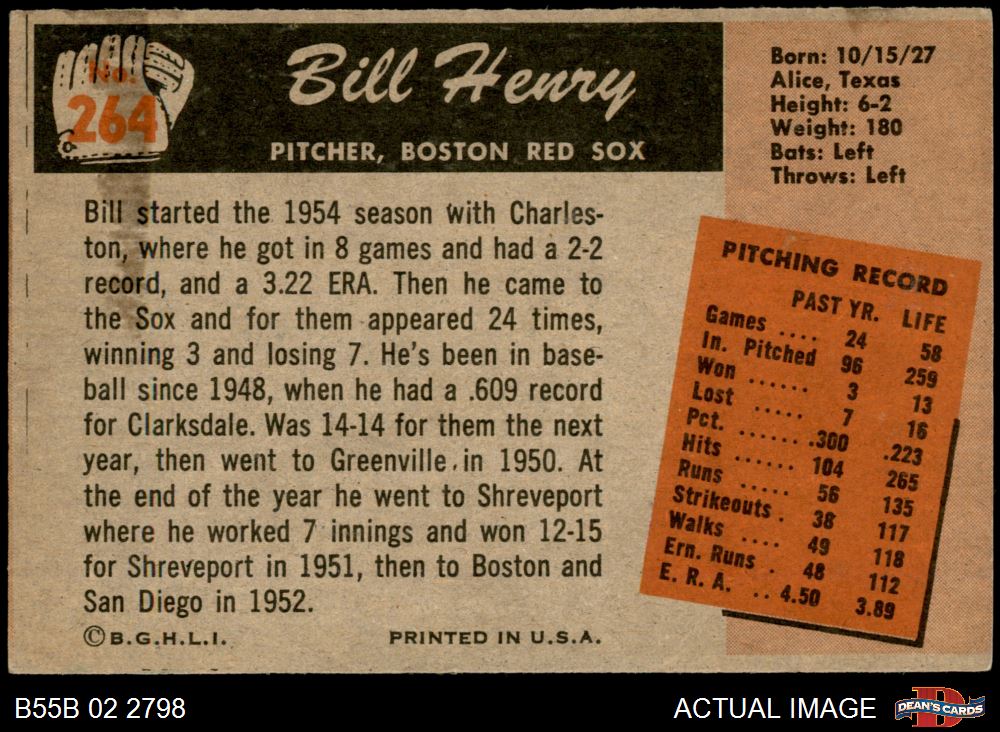 No.
264
Bill Henry
PITCHER, BOSTON RED SOX
Born: 10/15/27
Alice, Texas
Height: 6-2
Weight: 180
Bats: Left
Throws: Left
Bill started the 1954 season with Charles-
ton, where he got in 8 games and had a 2-2
record, and a 3.22 ERA. Then he came to
the Sox and for them appeared 24 times,
winning 3 and losing 7. He's been in base-
ball since 1948, when he had a .609 record
for Clarksdale. Was 14-14 for them the next
year, then went to Greenville in 1950. At
the end of the year he went to Shreveport
where he worked 7 innings and won 12-15
for Shreveport in 1951, then to Boston and
San Diego in 1952.
©B.G.H.L.I. PRINTED IN U.S.A.
PITCHING RECORD
PAST YR. LIFE
Games .... 24 58
In. Pitched 96 259
Won ...... 3 13
Lost ..... 7 16
Pct. ....... .300 .223
Hits ...... 104 265
Runs ..... 56 135
Strikeouts . 38 117
Walks .... 49 118
Ern. Runs . 48 112
E. R. A. .. 4.50 3.89
B55B 02 2798 ACTUAL IMAGE
D
DEAN'S CARDS